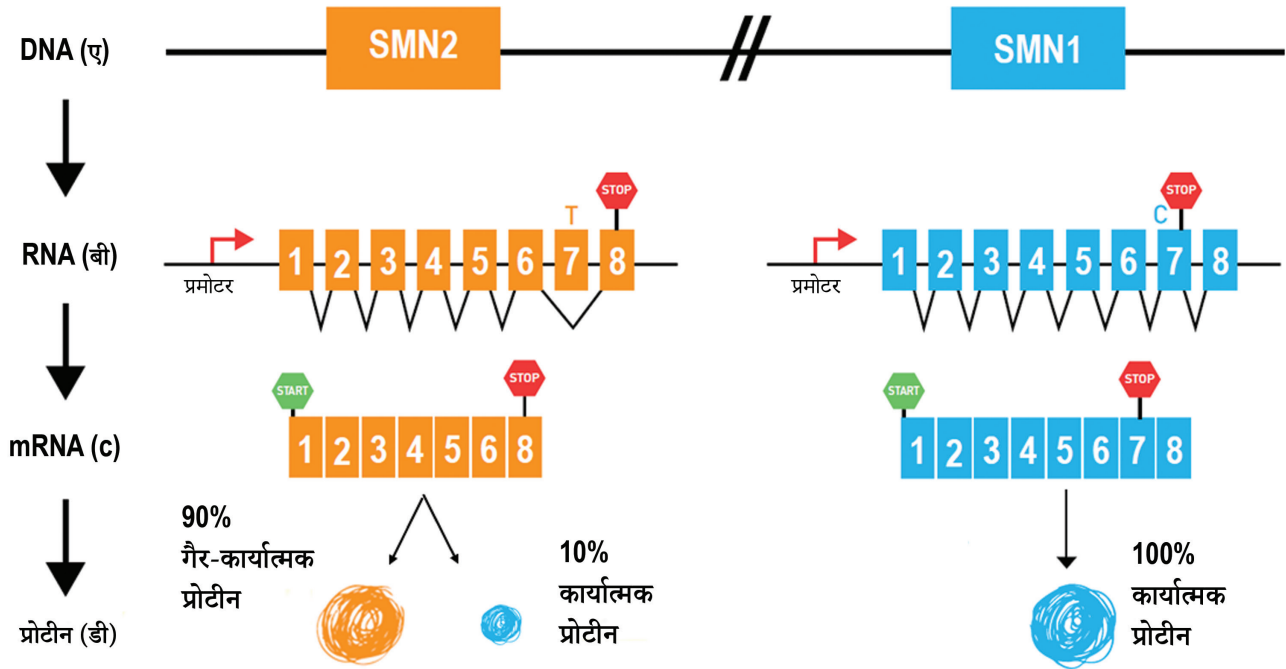 DNA (ए)
SMN2
SMN1
RNA (बी)
प्रमोटर
1 2 3 4 5 6 7 8
T
STOP
प्रमोटर
1 2 3 4 5 6 7 8
C
STOP
mRNA (c)
START
STOP
1 2 3 4 5 6 8
START
STOP
1 2 3 4 5 6 7 8
प्रोटीन (डी)
90%
गैर-कार्यात्मक
प्रोटीन
10%
कार्यात्मक
प्रोटीन
100%
कार्यात्मक
प्रोटीन